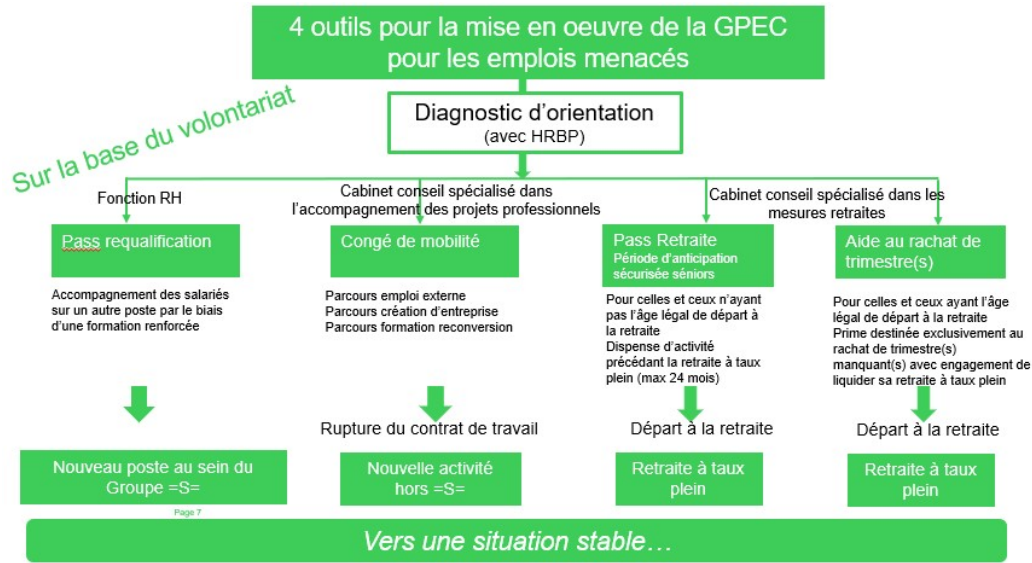 4 outils pour la mise en oeuvre de la GPEC
pour les emplois menacés
Diagnostic d'orientation
(avec HRBP)
Sur la base du volontariat
Fonction RH
Cabinet conseil spécialisé dans
l'accompagnement des projets professionnels
Cabinet conseil spécialisé dans les
mesures retraites
Pass requalification
Accompagnement des salariés
sur un autre poste par le biais
d'une formation renforcée
Nouveau poste au sein du
Groupe =S=
Congé de mobilité
Parcours emploi externe
Parcours création d'entreprise
Parcours formation reconversion
Rupture du contrat de travail
Nouvelle activité
hors =S=
Pass Retraite
Période d'anticipation
sécurisée séniors
Pour celles et ceux n'ayant
pas l'âge légal de départ à
la retraite
Dispense d'activité
précédant la retraite à taux
plein (max 24 mois)
Départ à la retraite
Retraite à taux
plein
Aide au rachat de
trimestre(s)
Pour celles et ceux ayant l'âge
légal de départ à la retraite
Prime destinée exclusivement au
rachat de trimestre(s)
manquant(s) avec engagement de
liquider sa retraite à taux plein
Départ à la retraite
Retraite à taux
plein
Page 7
Vers une situation stable…